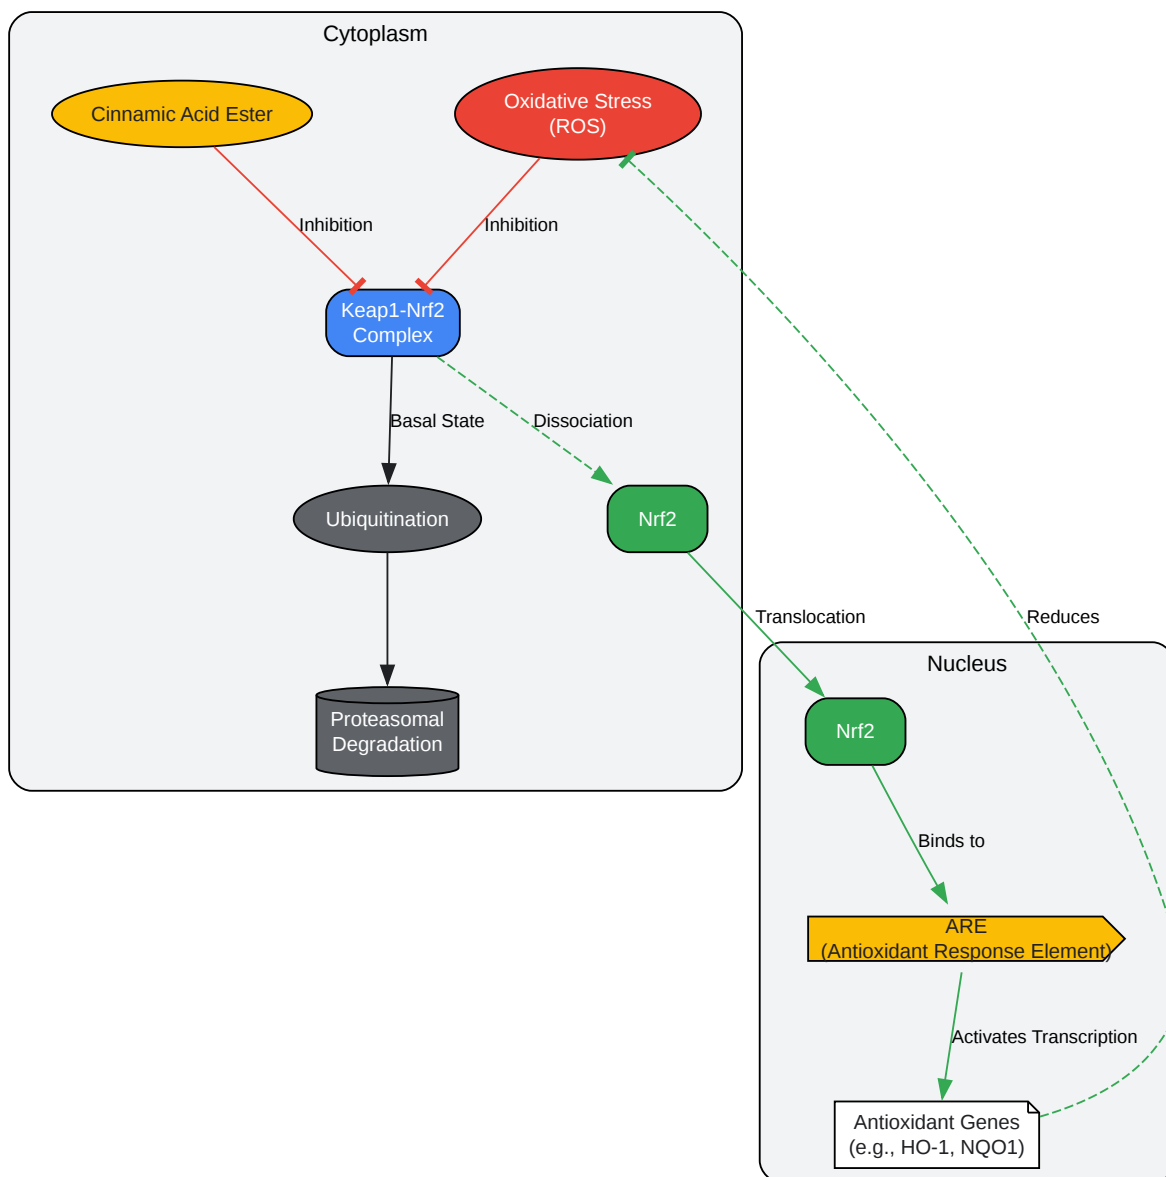 Cytoplasm
Cinnamic Acid Ester
Oxidative Stress
(ROS)
Inhibition
Inhibition
Keap1-Nrf2
Complex
Basal State
Dissociation
Ubiquitination
Nrf2
Translocation
Reduces
Nucleus
Proteasomal
Degradation
Nrf2
Binds to
ARE
(Antioxidant Response Element)
Activates Transcription
Antioxidant Genes
(e.g., HO-1, NQO1)